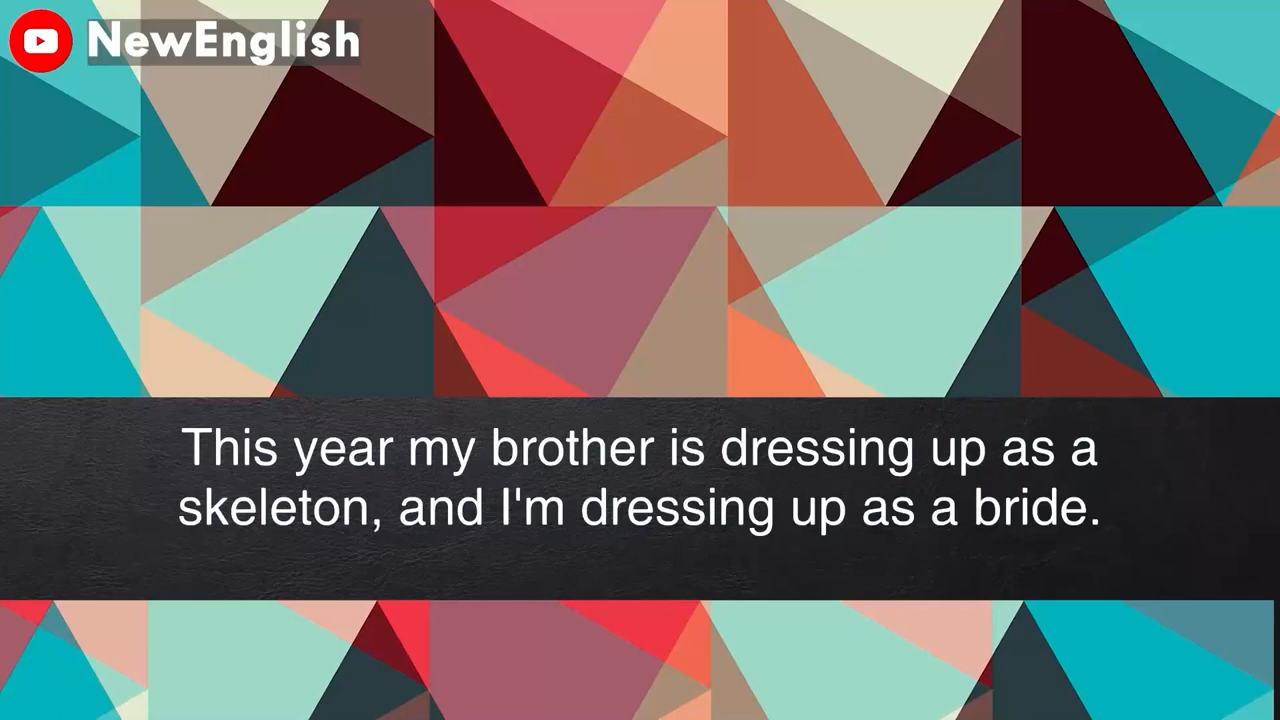 NewEnglish
This year my brother is dressing up as a
skeleton, and I'm dressing up as a bride.